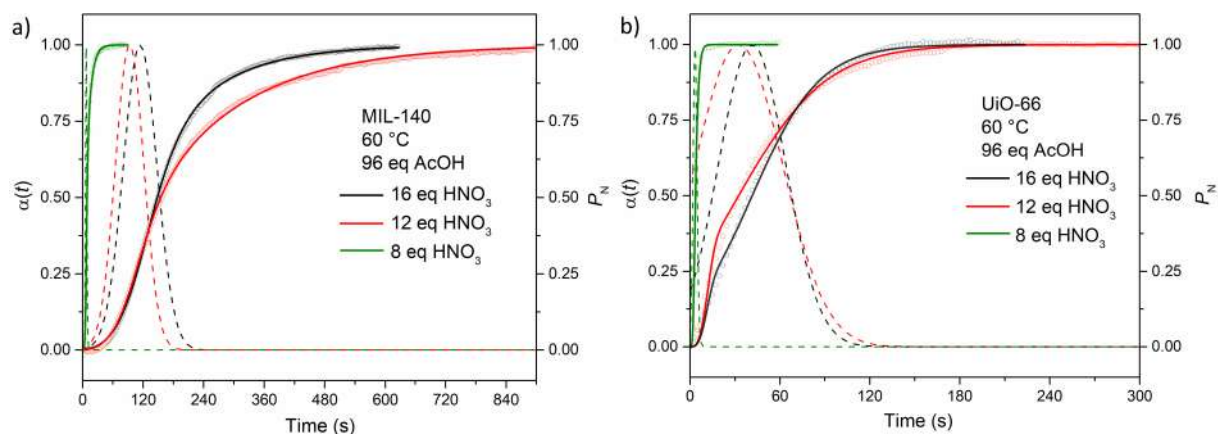 a)
1.00
0.75
0.50
0.25
0.00
α(t)
1.00
0.75
0.50
0.25
0.00
P_N
MIL-140
60 °C
96 eq AcOH
16 eq HNO₃
12 eq HNO₃
8 eq HNO₃
0 120 240 360 480 600 720 840
Time (s)
b)
1.00
0.75
0.50
0.25
0.00
α(t)
1.00
0.75
0.50
0.25
0.00
P_N
UiO-66
60 °C
96 eq AcOH
16 eq HNO₃
12 eq HNO₃
8 eq HNO₃
0 60 120 180 240 300
Time (s)